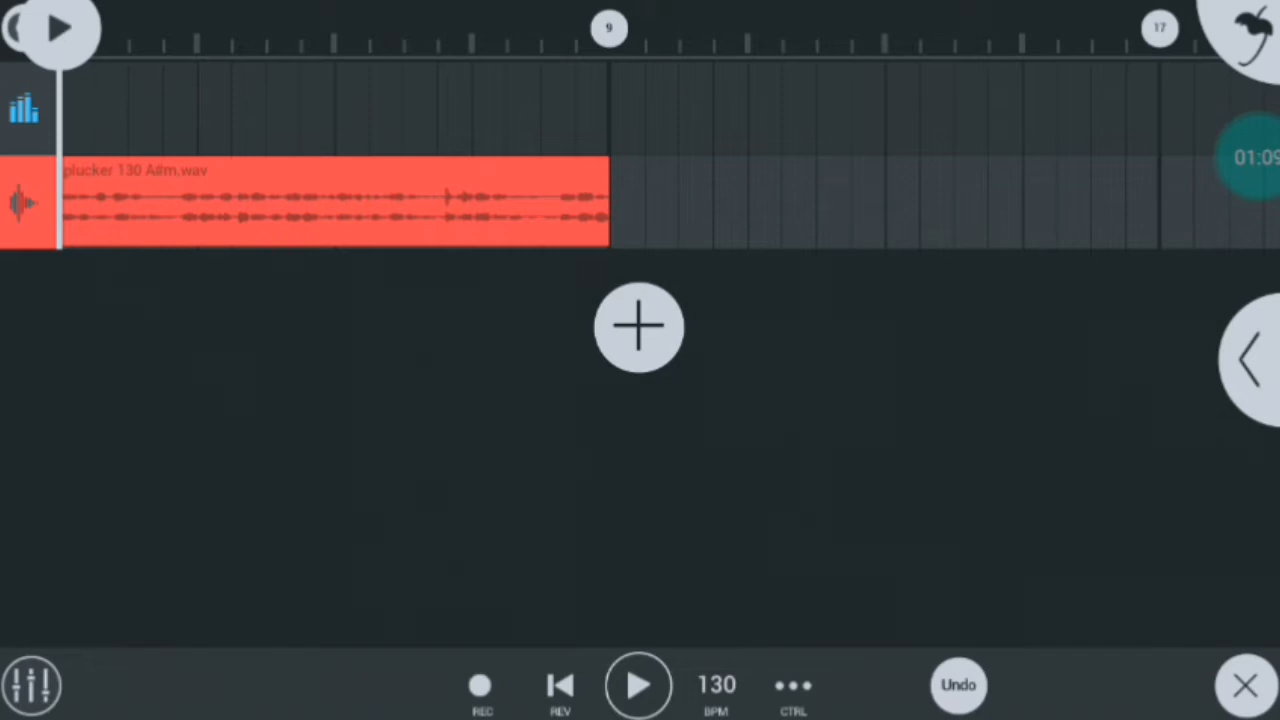 9
17
01:09
plucker 130 A#m.wav
130
Undo
REC
REV
BPM
CTRL